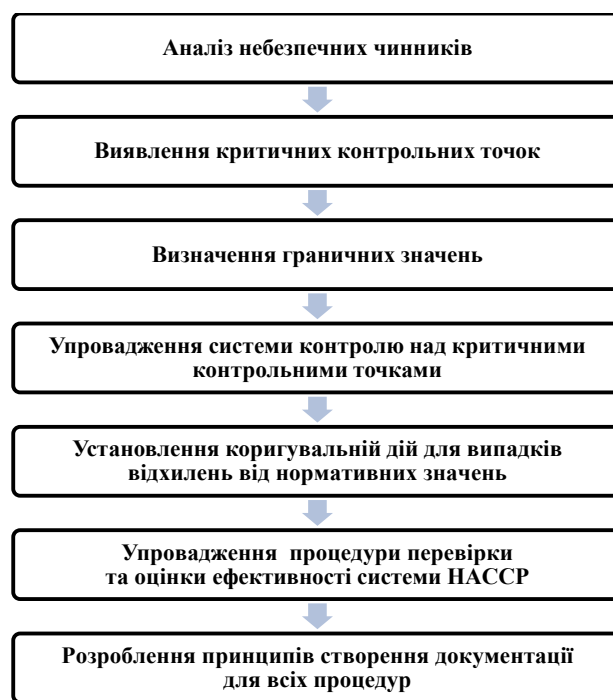 Аналіз небезпечних чинників
Виявлення критичних контрольних точок
Визначення граничних значень
Упровадження системи контролю над критичними
контрольними точками
Установлення коригувальній дій для випадків
відхилень від нормативних значень
Упровадження процедури перевірки
та оцінки ефективності системи НАССР
Розроблення принципів створення документації
для всіх процедур